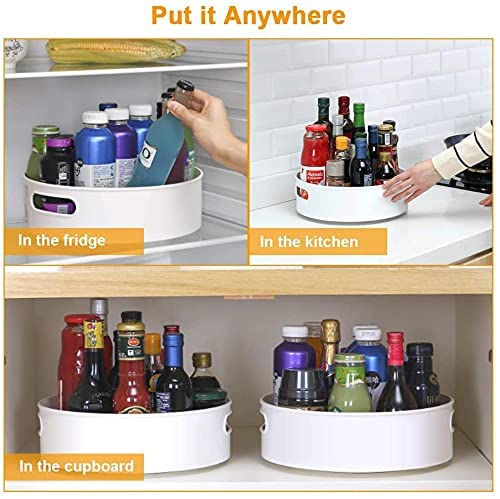 Put it Anywhere
In the fridge
In the kitchen
In the cupboard